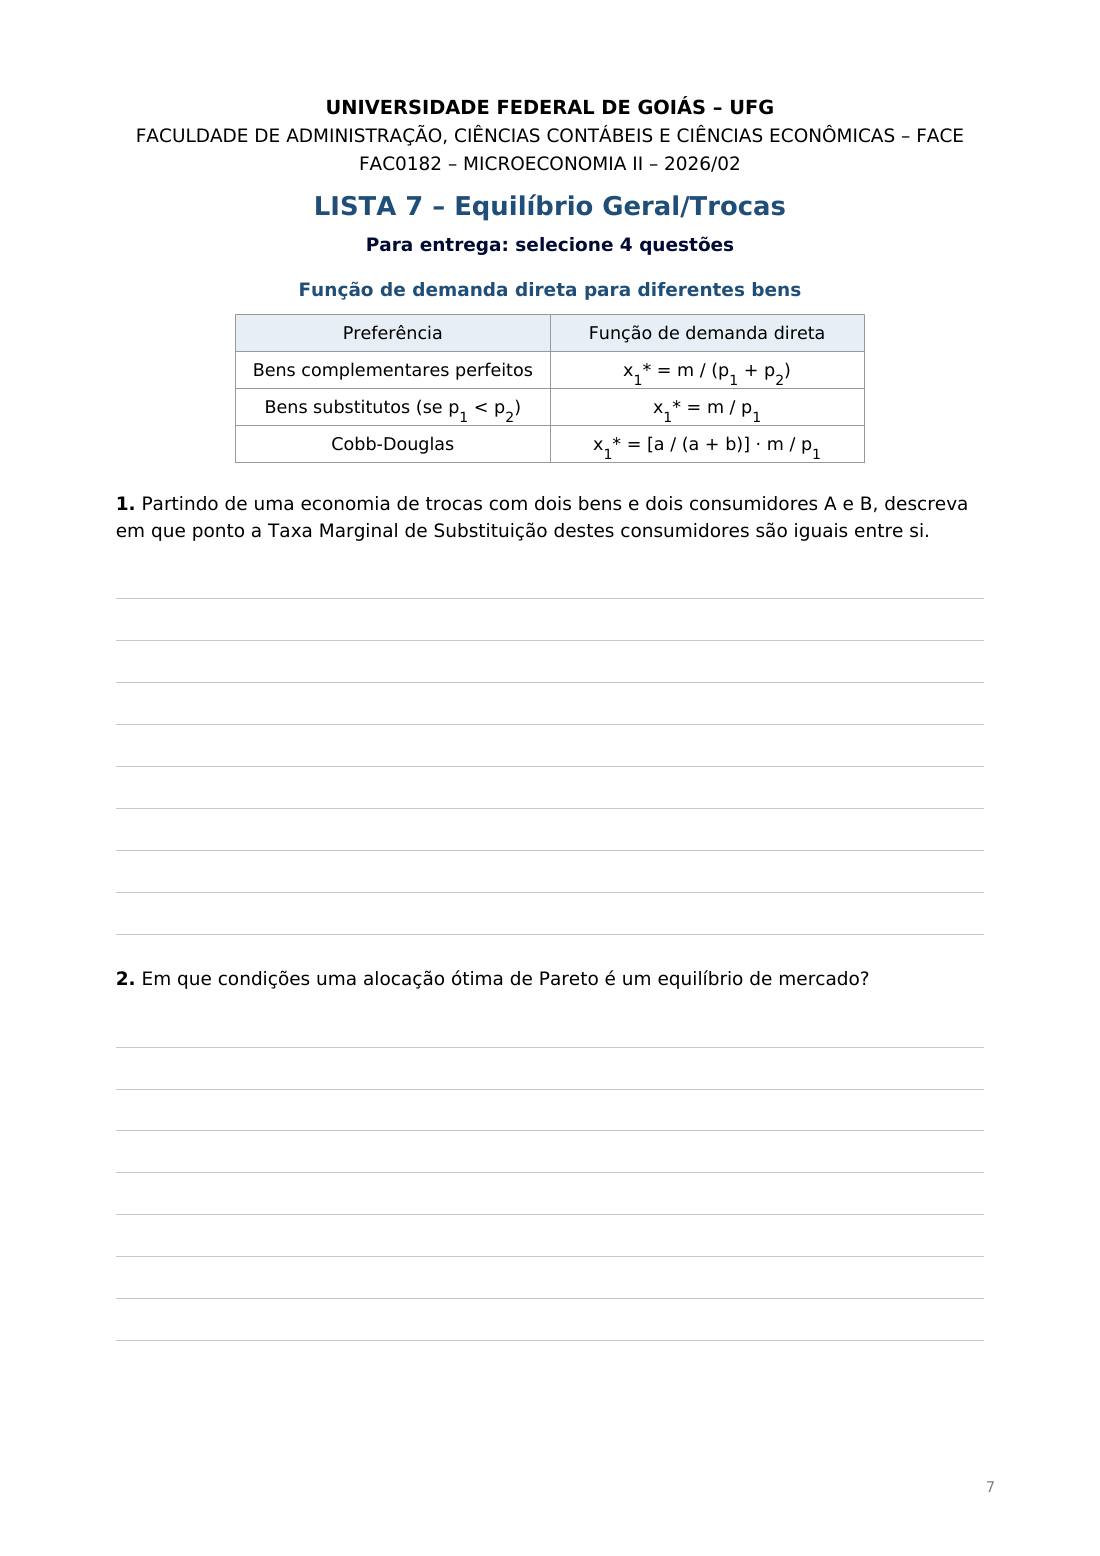 UNIVERSIDADE FEDERAL DE GOIÁS – UFG
FACULDADE DE ADMINISTRAÇÃO, CIÊNCIAS CONTÁBEIS E CIÊNCIAS ECONÔMICAS – FACE
FAC0182 – MICROECONOMIA II – 2026/02
LISTA 7 – Equilíbrio Geral/Trocas
Para entrega: selecione 4 questões
Função de demanda direta para diferentes bens
Preferência | Função de demanda direta
Bens complementares perfeitos | x₁* = m / (p₁ + p₂)
Bens substitutos (se p₁ < p₂) | x₁* = m / p₁
Cobb-Douglas | x₁* = [a / (a + b)] · m / p₁
1. Partindo de uma economia de trocas com dois bens e dois consumidores A e B, descreva
em que ponto a Taxa Marginal de Substituição destes consumidores são iguais entre si.
2. Em que condições uma alocação ótima de Pareto é um equilíbrio de mercado?
7